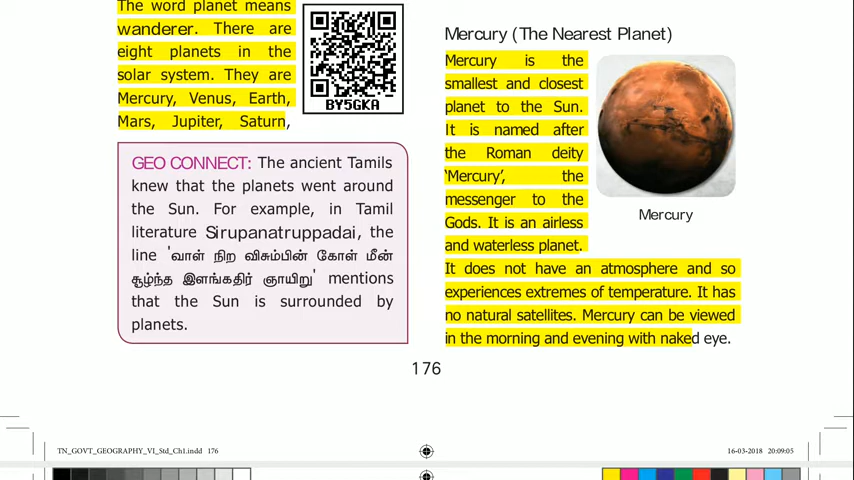 The word planet means
wanderer. There are
eight planets in the
solar system. They are
Mercury, Venus, Earth,
Mars, Jupiter, Saturn,
BY5GKA
GEO CONNECT: The ancient Tamils
knew that the planets went around
the Sun. For example, in Tamil
literature Sirupanatruppadai, the
line 'வாள் நிற விசும்பின் கோள் மீன்
சூழ்ந்த இளங்கதிர் ஞாயிறு' mentions
that the Sun is surrounded by
planets.
Mercury (The Nearest Planet)
Mercury is the
smallest and closest
planet to the Sun.
It is named after
the Roman deity
‘Mercury’, the
messenger to the
Gods. It is an airless
and waterless planet.
Mercury
It does not have an atmosphere and so
experiences extremes of temperature. It has
no natural satellites. Mercury can be viewed
in the morning and evening with naked eye.
176
TN_GOVT_GEOGRAPHY_VI_Std_Ch1.indd 176
16-03-2018 20:09:05